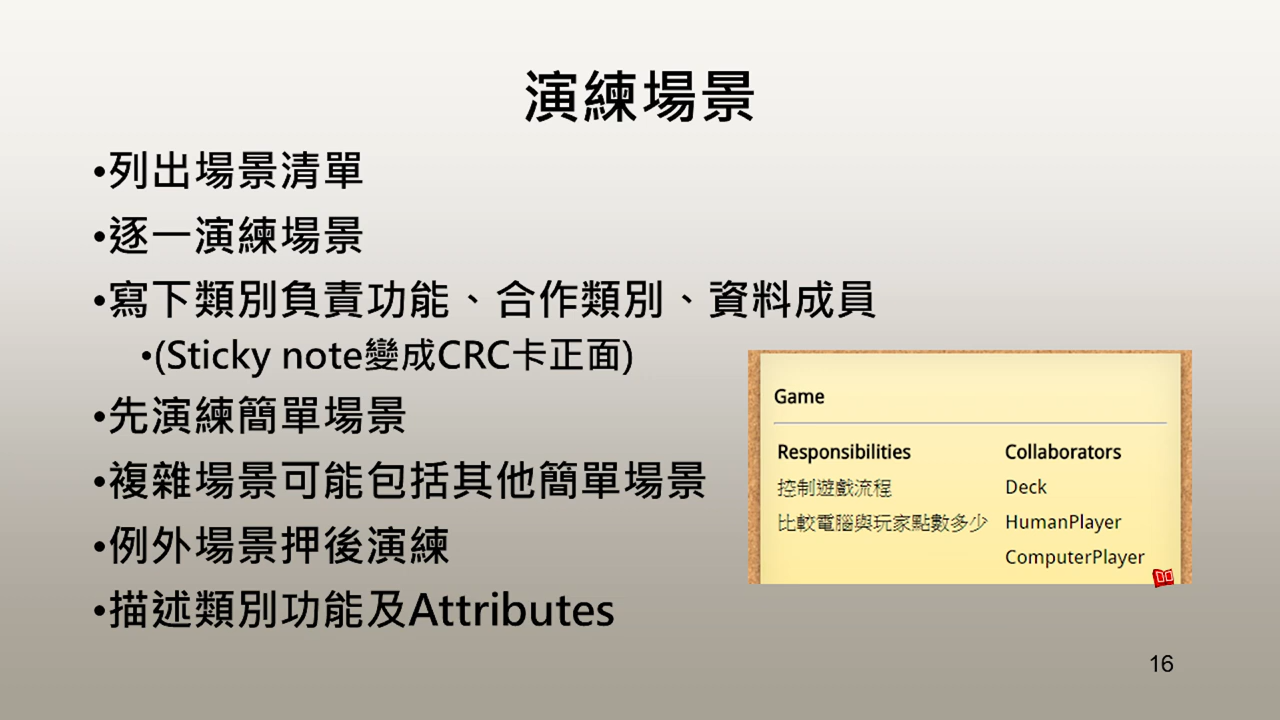 演練場景
•列出場景清單
•逐一演練場景
•寫下類別負責功能、合作類別、資料成員
•(Sticky note變成CRC卡正面)
•先演練簡單場景
•複雜場景可能包括其他簡單場景
•例外場景押後演練
•描述類別功能及Attributes
Game
Responsibilities Collaborators
控制遊戲流程 Deck
比較電腦與玩家點數多少 HumanPlayer
ComputerPlayer
16